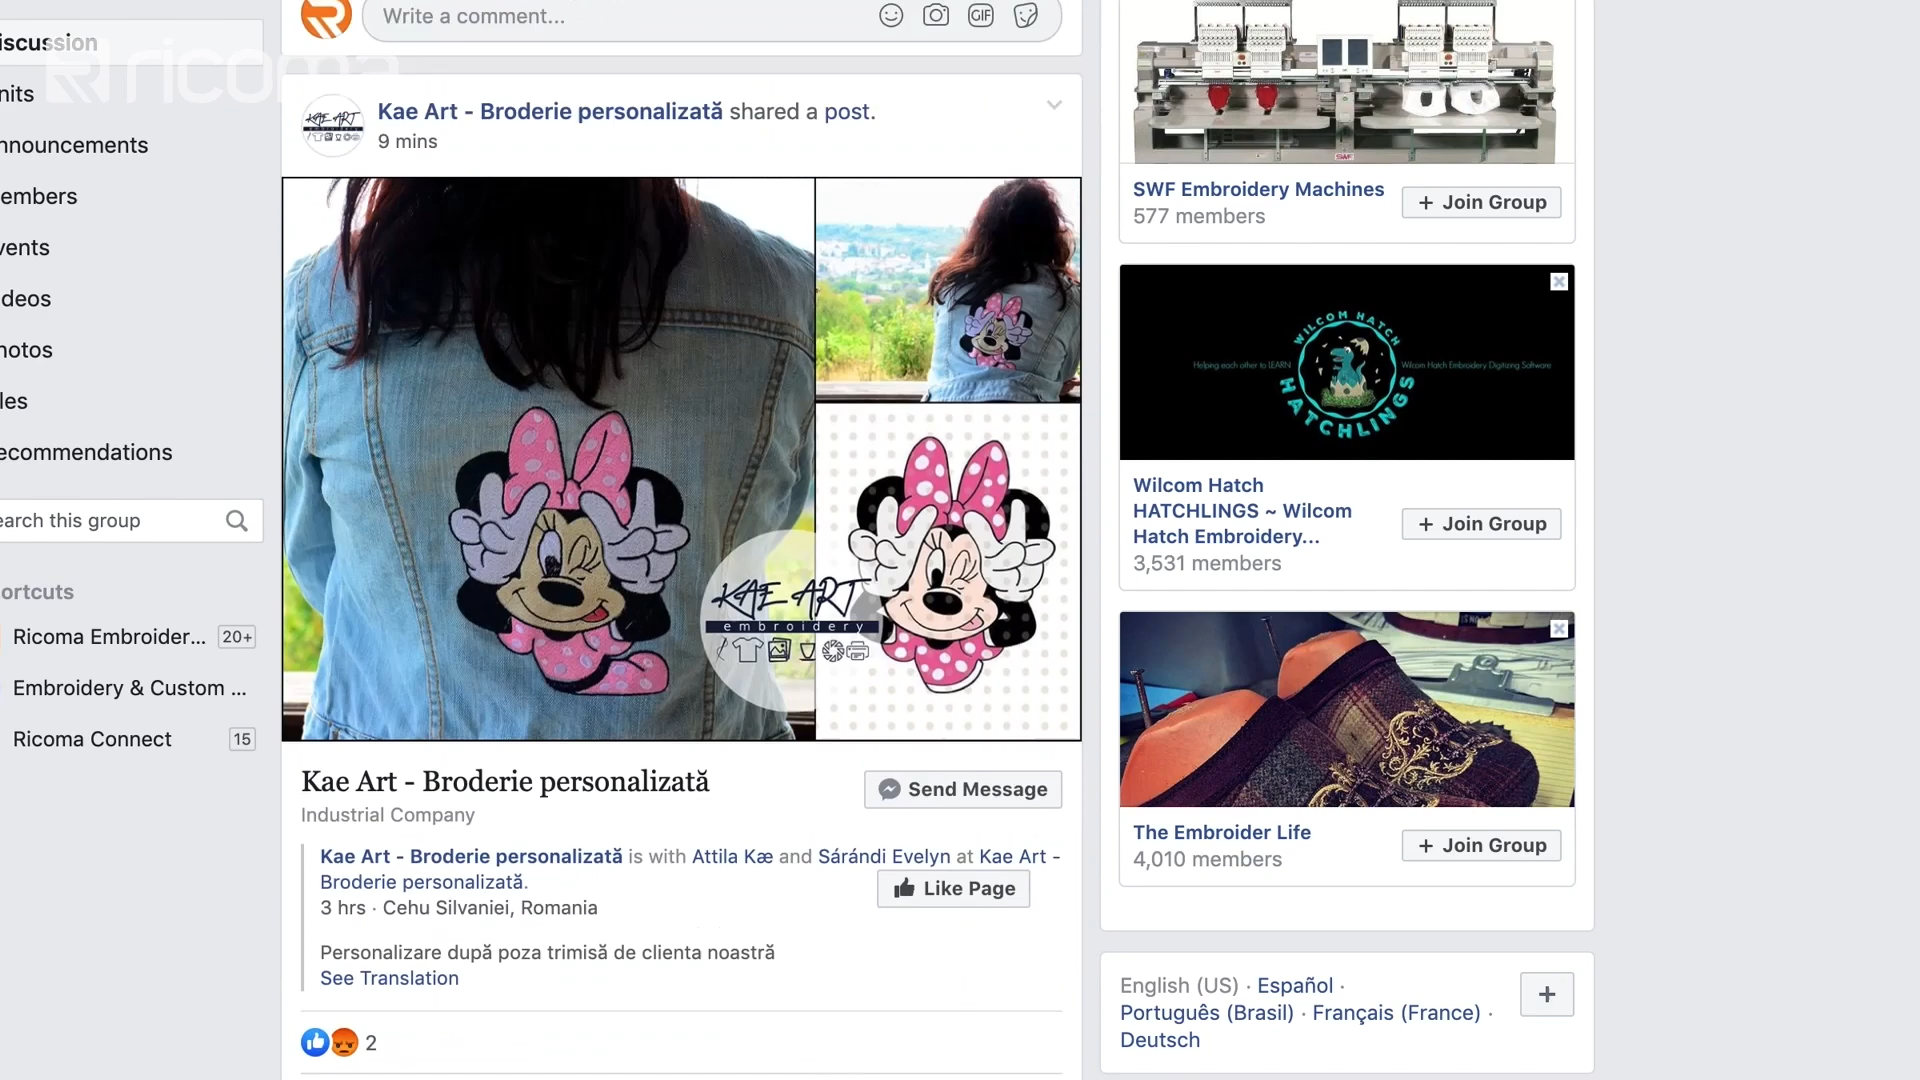 iscussion
ricoma
nits
nnouncements
embers
vents
deos
hotos
les
ecommendations
earch this group
ortcuts
Ricoma Embroider... 20+
Embroidery & Custom ...
Ricoma Connect 15
Write a comment...
GIF
Kae Art - Broderie personalizată shared a post.
9 mins
KAE ART
embroidery
KAE ART
embroidery
Kae Art - Broderie personalizată
Send Message
Industrial Company
Kae Art - Broderie personalizată is with Attila Kæ and Sárándi Evelyn at Kae Art -
Broderie personalizată.
Like Page
3 hrs · Cehu Silvaniei, Romania
Personalizare după poza trimisă de clienta noastră
See Translation
2
SWF
SWF Embroidery Machines
577 members
+ Join Group
WILCOM HATCH
Helping each other to LEARN
Wilcom Hatch Embroidery Digitizing Software
HATCHLINGS
Wilcom Hatch
HATCHLINGS ~ Wilcom
Hatch Embroidery...
3,531 members
+ Join Group
The Embroider Life
4,010 members
+ Join Group
English (US) · Español ·
Português (Brasil) · Français (France) ·
Deutsch
+